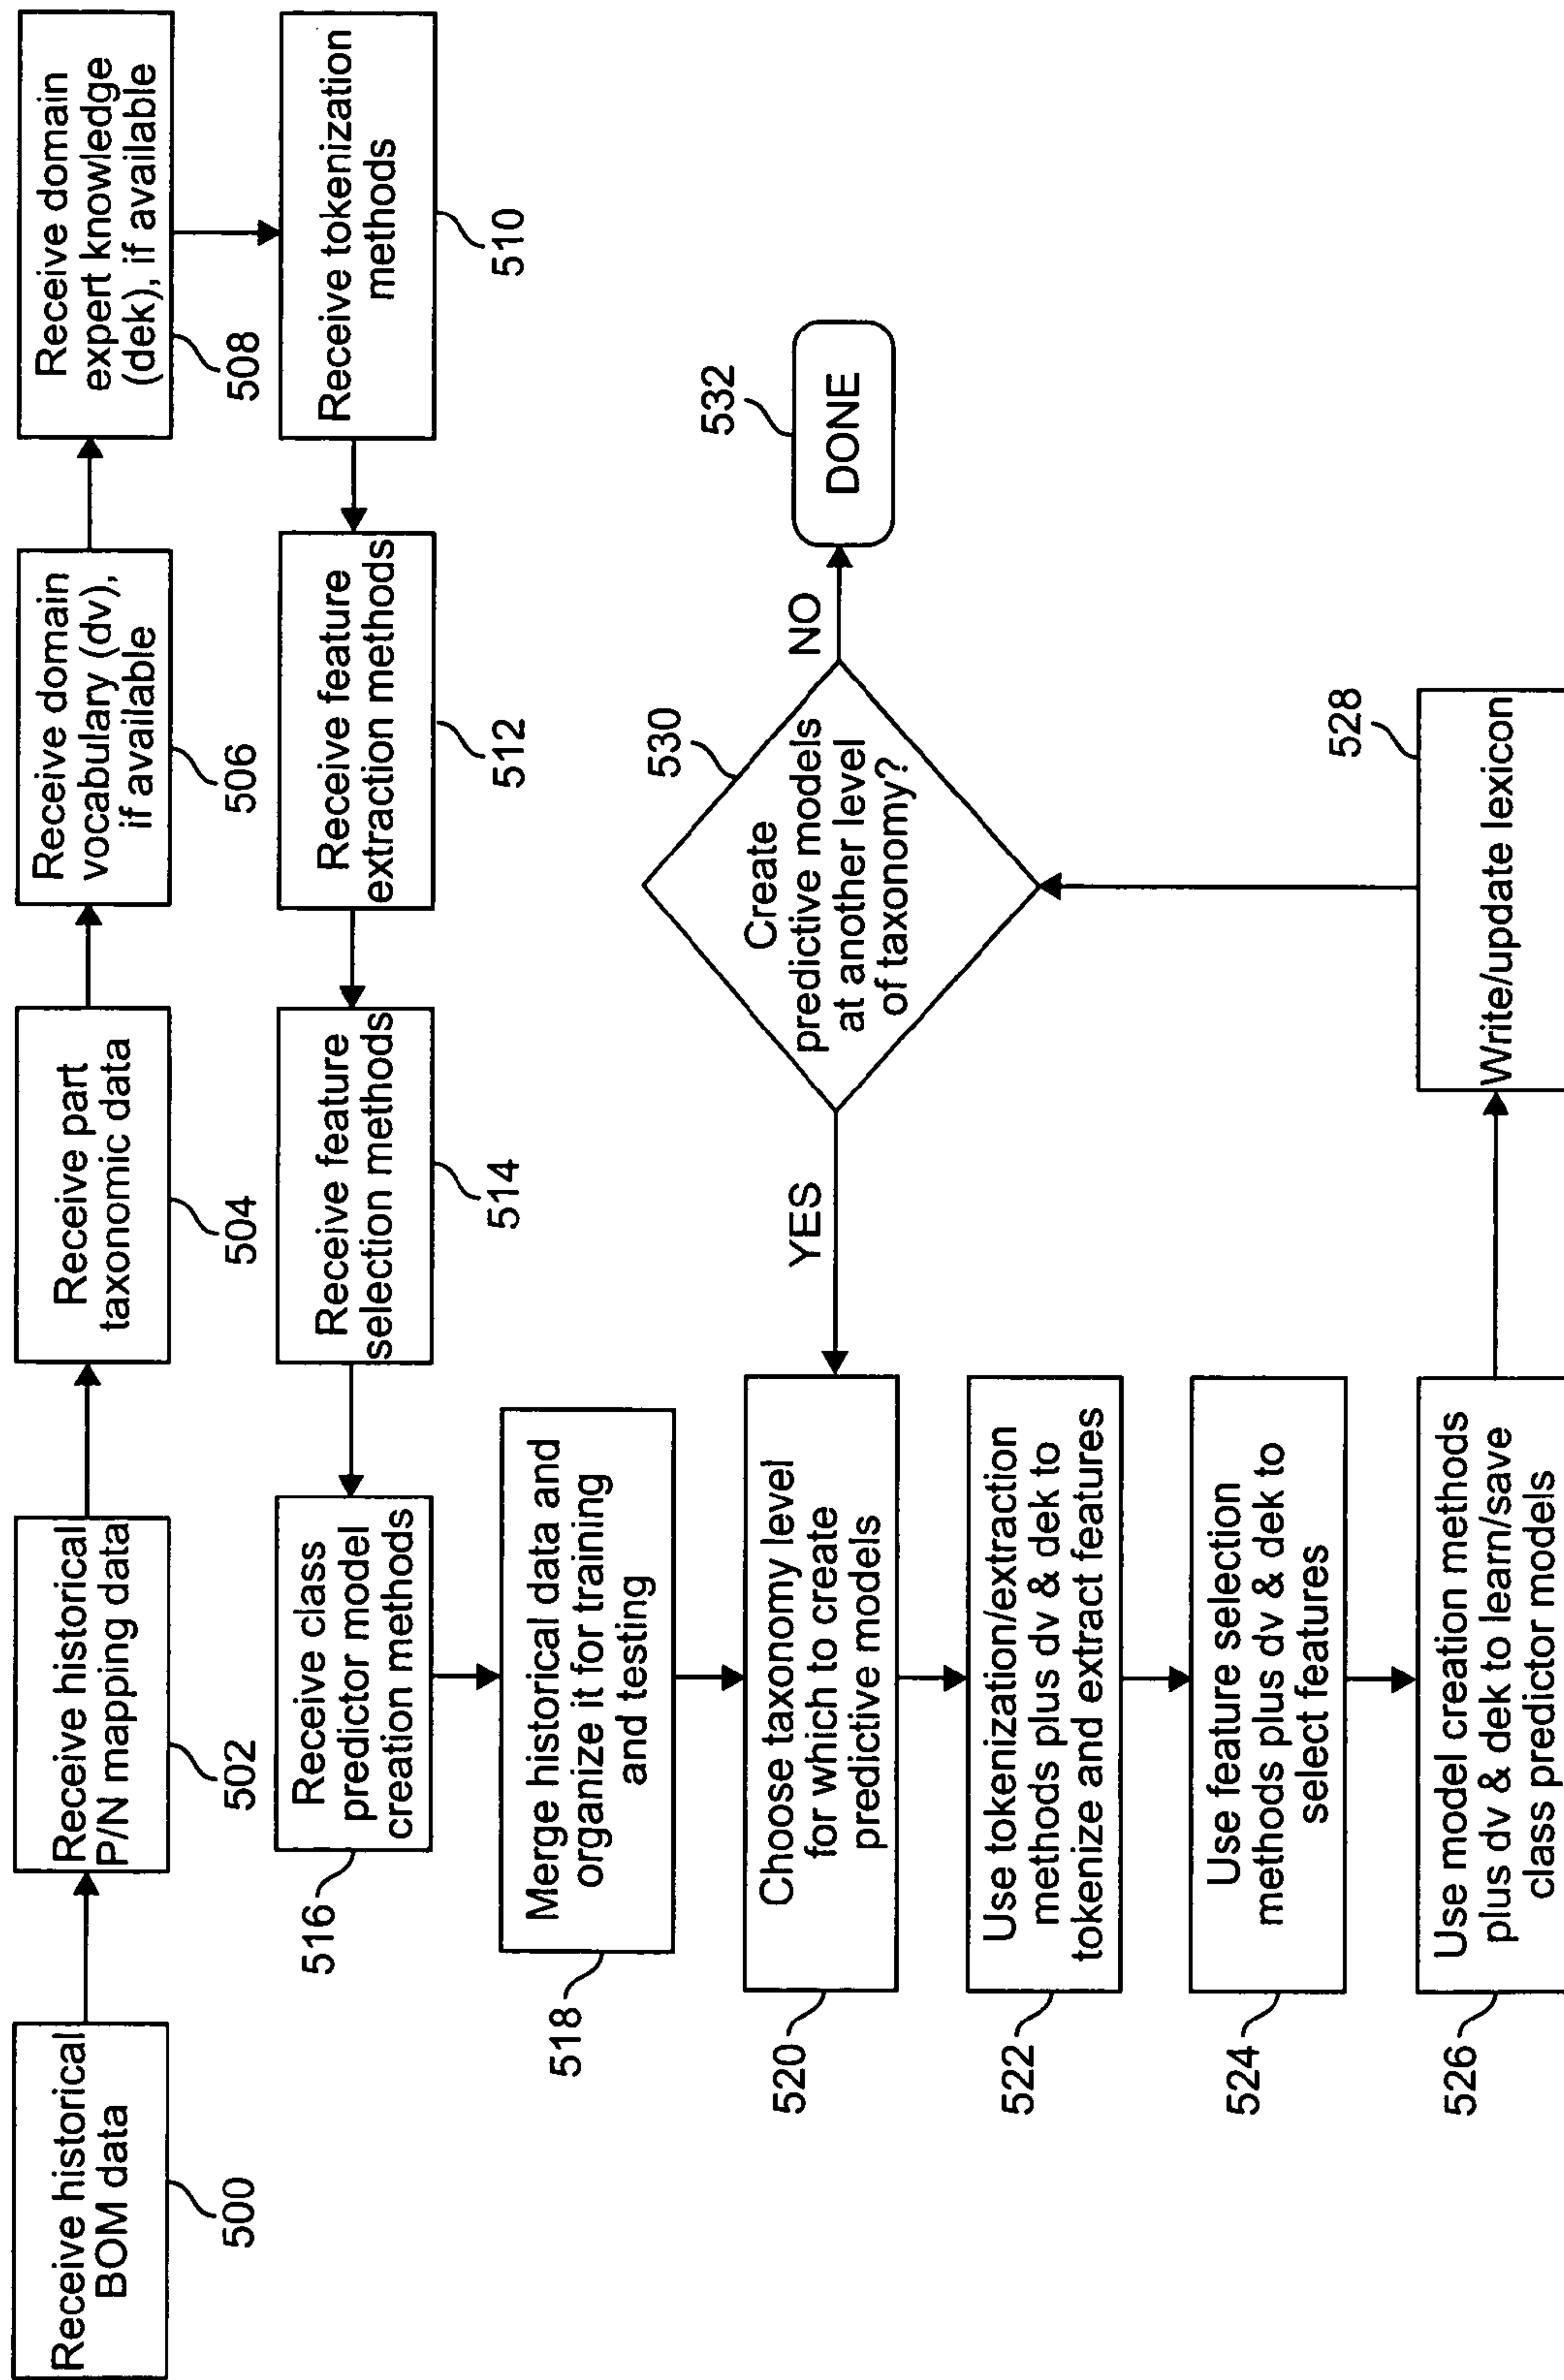 Receive historical
BOM data
500
Receive historical
P/N mapping data
502
Receive part
taxonomic data
504
Receive domain
vocabulary (dv),
if available
506
Receive domain
expert knowledge
(dek), if available
508
Receive tokenization
methods
510
Receive feature
extraction methods
512
Receive feature
selection methods
514
Receive class
predictor model
creation methods
516
Merge historical data and
organize it for training
and testing
518
Choose taxonomy level
for which to create
predictive models
520
Use tokenization/extraction
methods plus dv & dek to
tokenize and extract features
522
Use feature selection
methods plus dv & dek to
select features
524
Use model creation methods
plus dv & dek to learn/save
class predictor models
526
Write/update lexicon
528
Create
predictive models
at another level
of taxonomy?
530
YES
NO
DONE
532